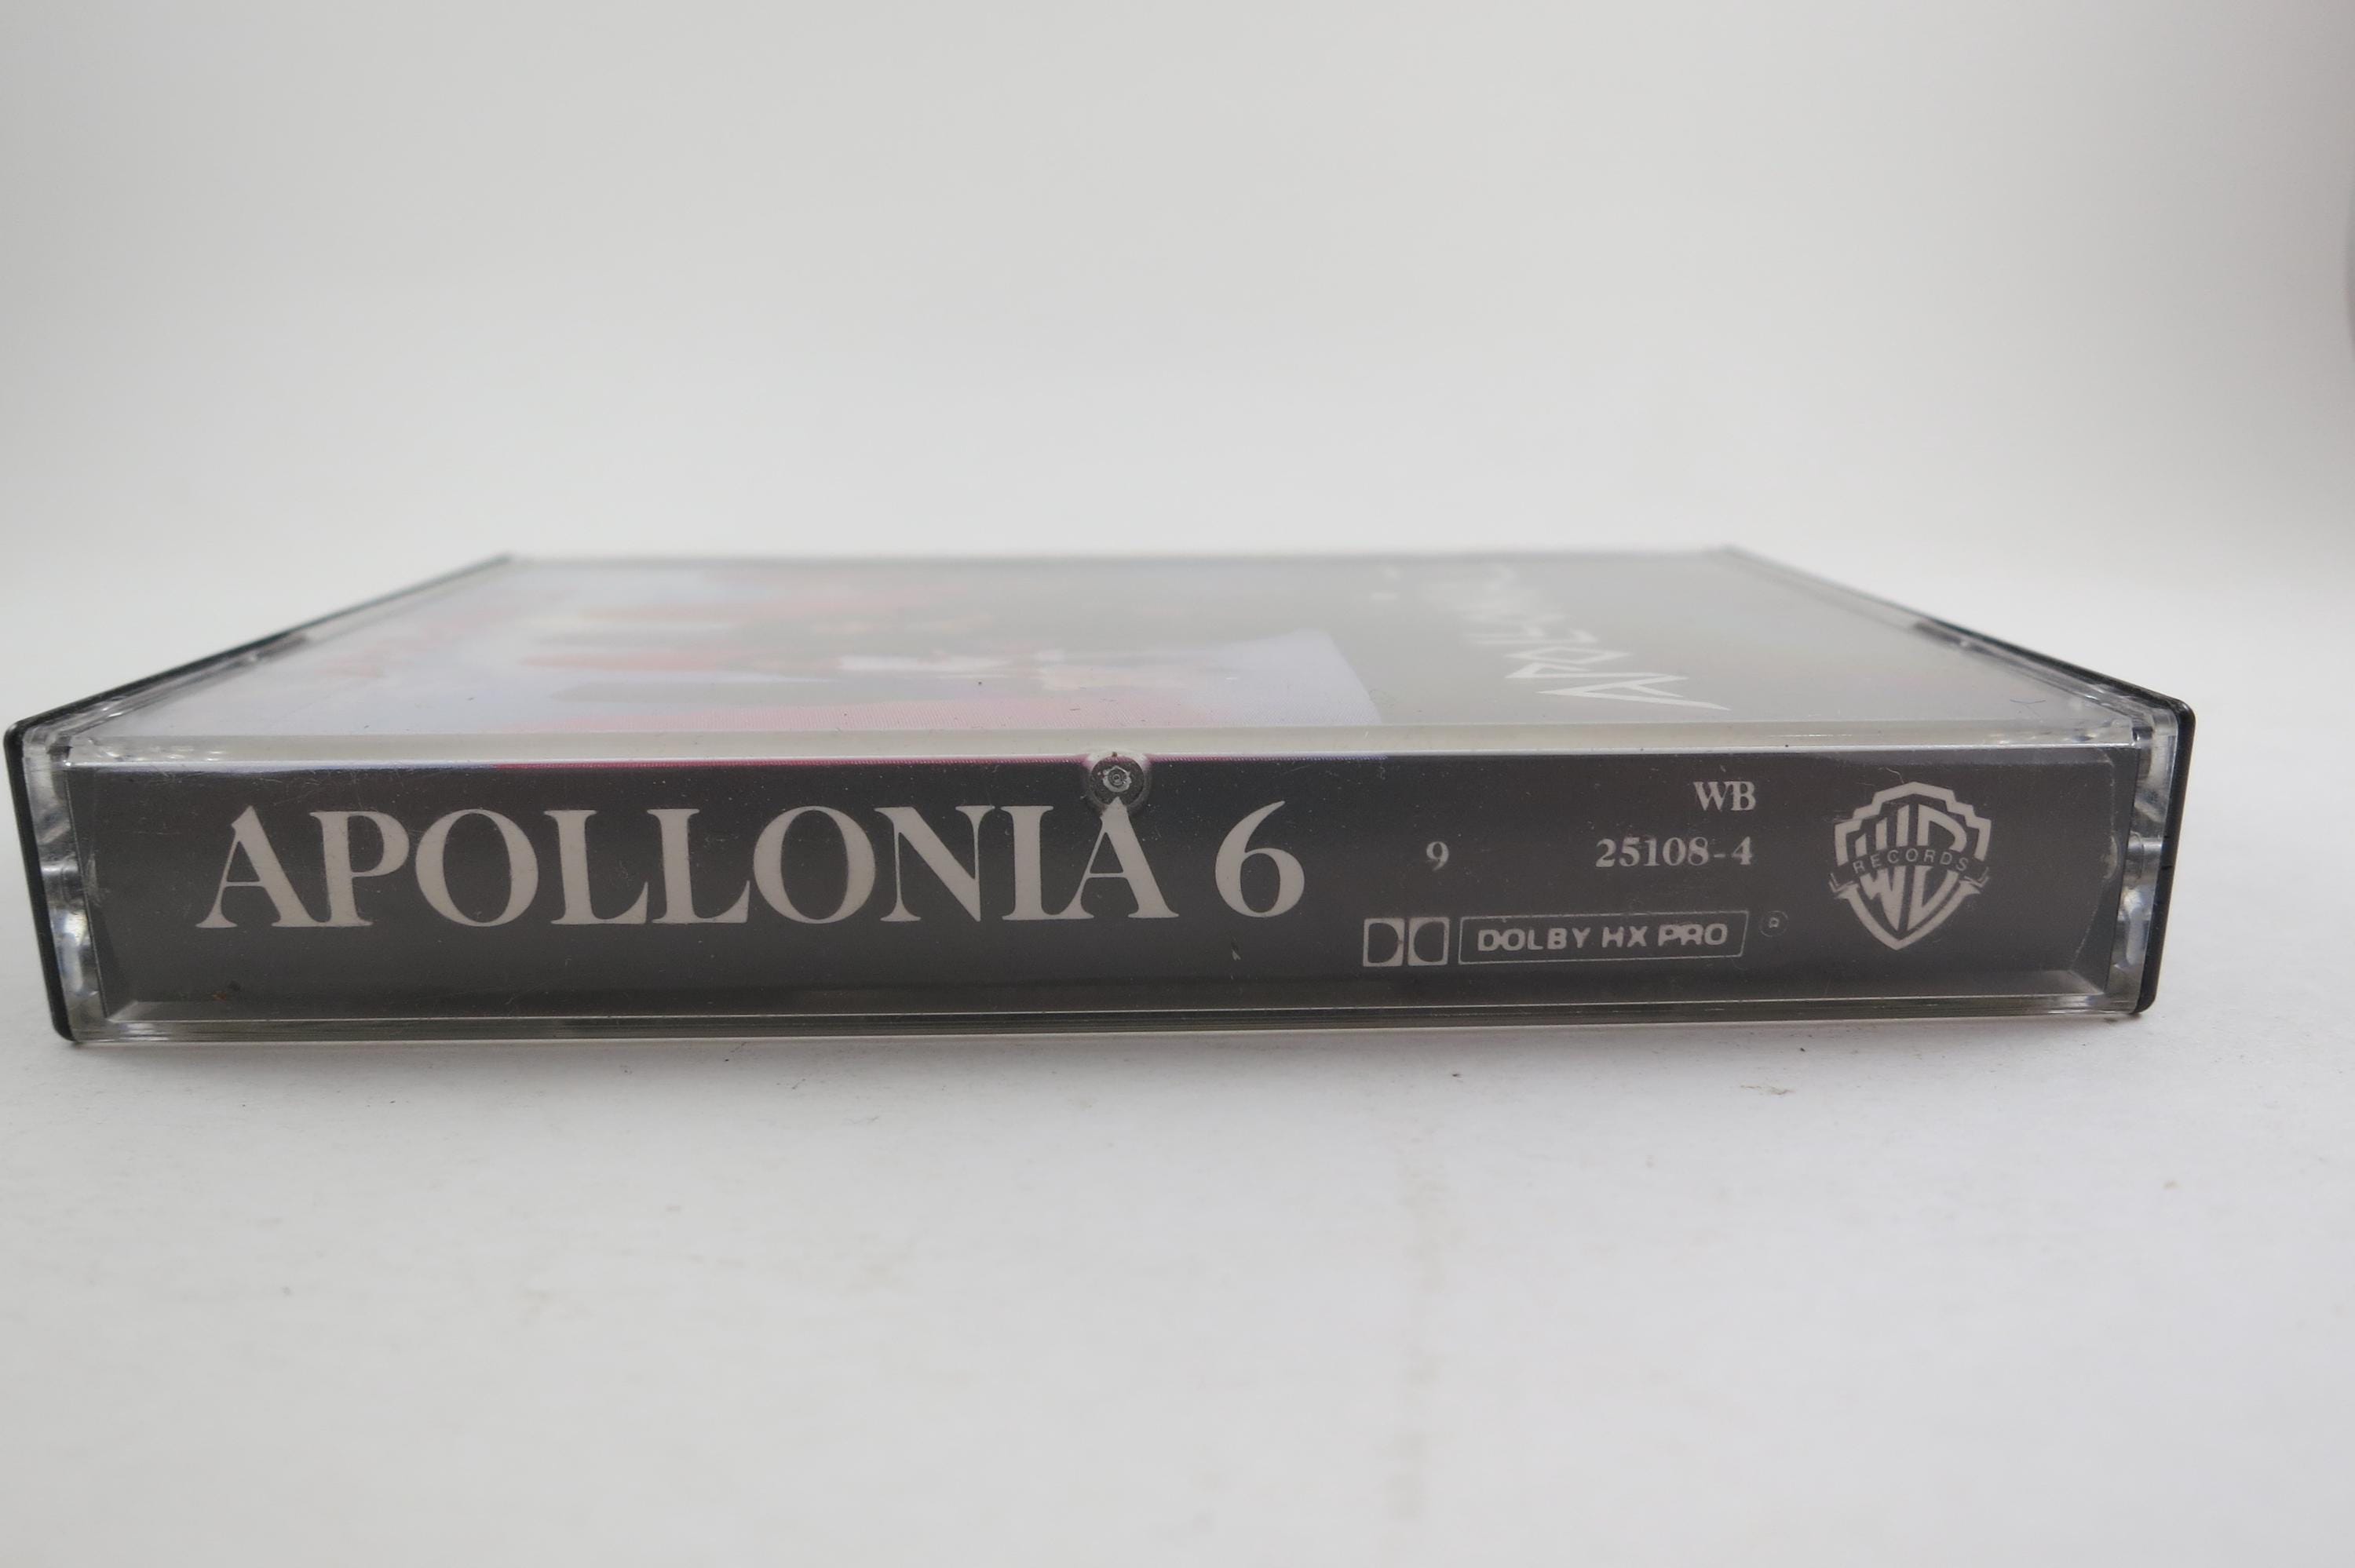 APOLLONIA 6
9
WB
25108-4
DOLBY HX PRO
®
WB
RECORDS